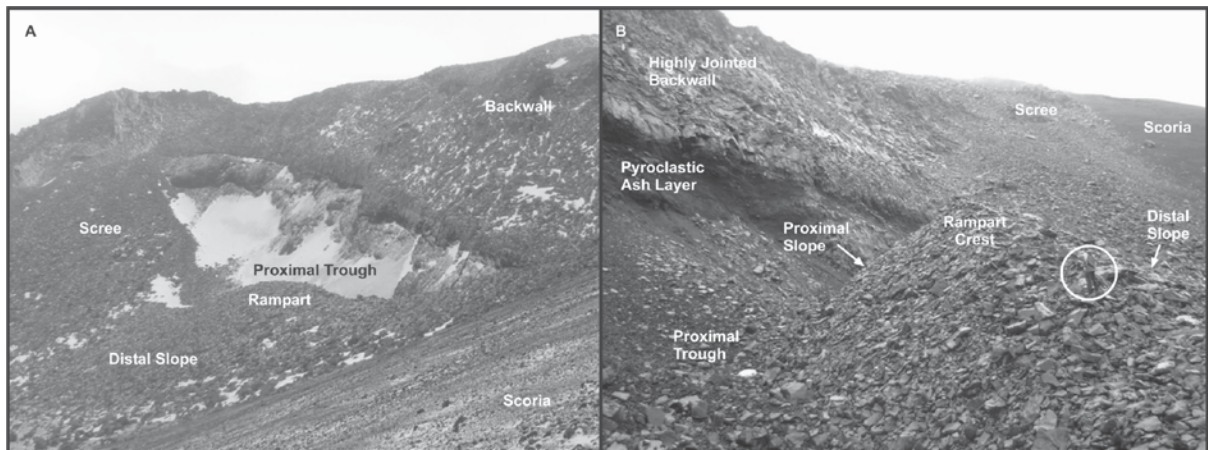 A
Backwall
Scree
Proximal Trough
Rampart
Distal Slope
Scoria
B
Highly Jointed
Backwall
Scree
Scoria
Pyroclastic
Ash Layer
Proximal
Slope
Rampart
Crest
Distal
Slope
Proximal
Trough